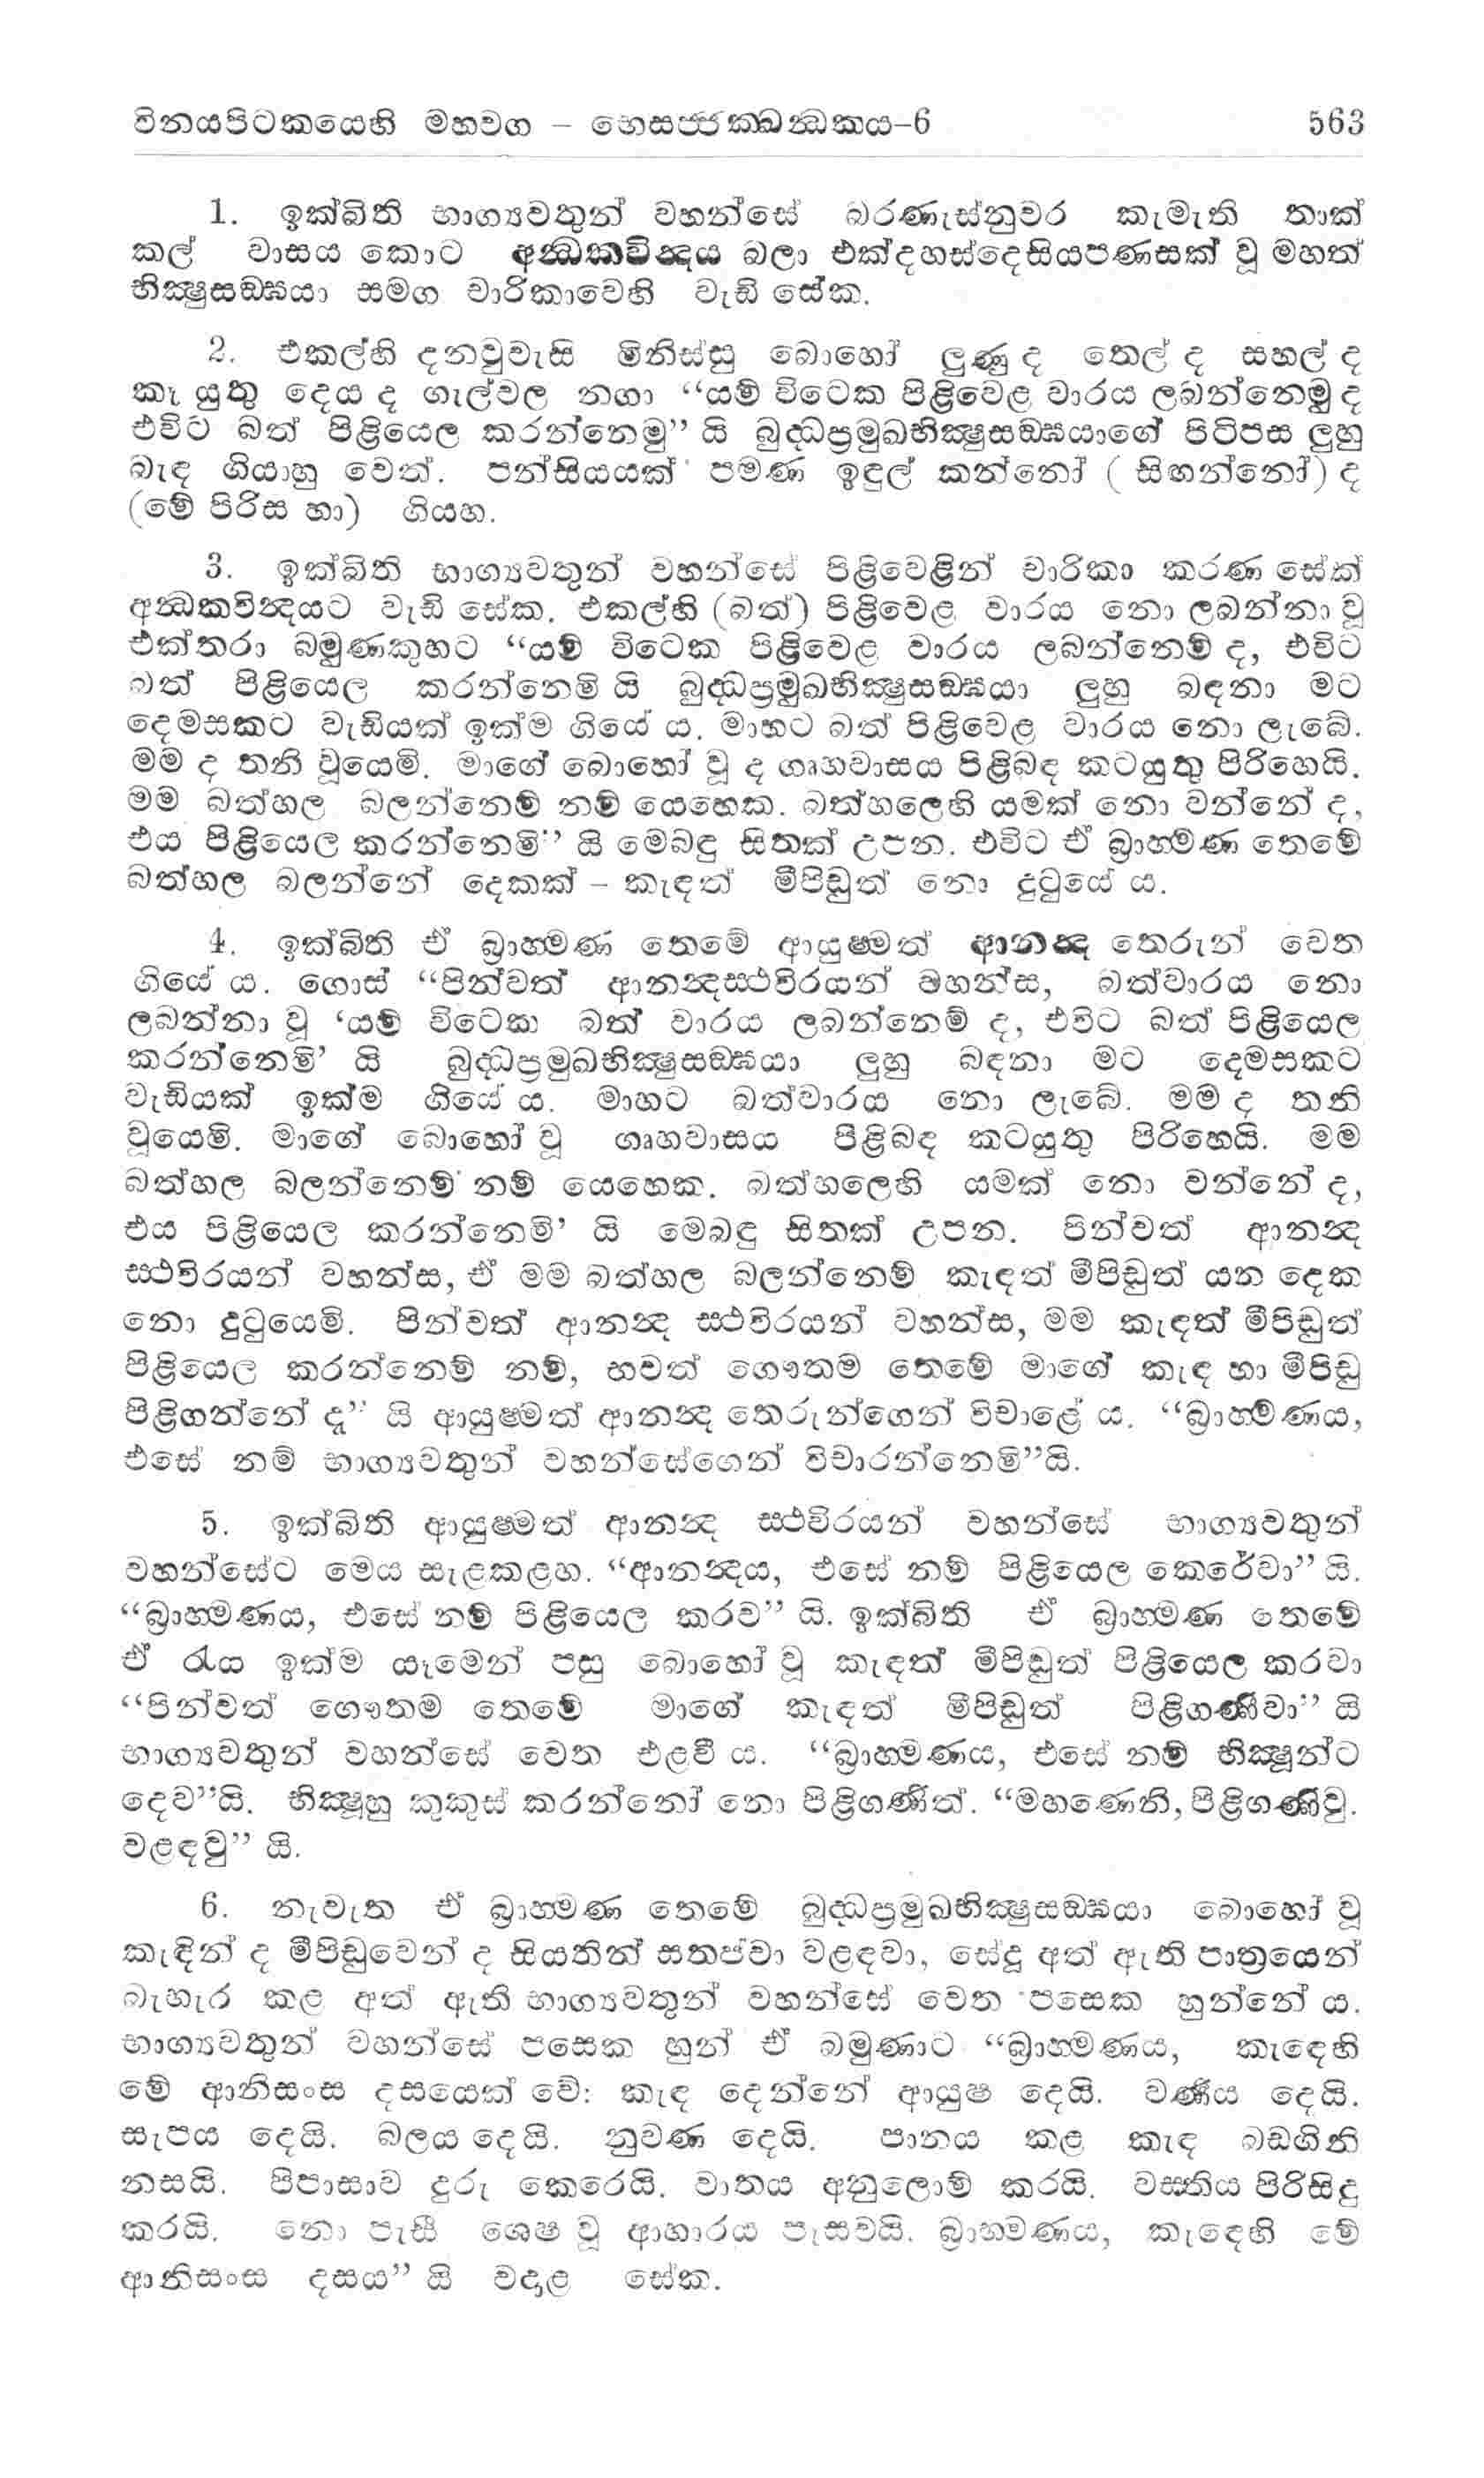 විනයපිටකයෙහි මහවග – භෙසජ්ජක්ඛන්ධකය–6 563
1. ඉක්බිති භාග්‍යවතුන් වහන්සේ බරණැස්නුවර කැමැති තාක්
කල් වාසය කොට අන්ධකවින්දය බලා එක්දහස්දෙසියපණසක් වූ මහත්
භික්‍ෂුසඞ්ඝයා සමග චාරිකාවෙහි වැඩි සේක.
2. එකල්හි දනවුවැසි මිනිස්සු බොහෝ ලුණු ද තෙල් ද සහල් ද
කෑ යුතු දෙය ද ගැල්වල නගා “යම් විටෙක පිළිවෙළ වාරය ලබන්නෙමු ද
එවිට බත් පිළියෙල කරන්නෙමු” යි බුද්ධප්‍රමුඛභික්‍ෂුසඞ්ඝයාගේ පිටිපස ලුහු
බැඳ ගියාහු වෙත්. පන්සියයක් පමණ ඉඳුල් කන්නෝ (සිඟන්නෝ) ද
(මේ පිරිස හා) ගියහ.
3. ඉක්බිති භාග්‍යවතුන් වහන්සේ පිළිවෙළින් චාරිකා කරණ සේක්
අන්ධකවින්දයට වැඩි සේක. එකල්හි (බත්) පිළිවෙළ වාරය නො ලබන්නා වූ
එක්තරා බමුණකුහට “යම් විටෙක පිළිවෙළ වාරය ලබන්නෙම් ද, එවිට
බත් පිළියෙල කරන්නෙමි යි බුද්ධප්‍රමුඛභික්‍ෂුසඞ්ඝයා ලුහු බඳනා මට
දෙමසකට වැඩියක් ඉක්ම ගියේ ය. මාහට බත් පිළිවෙළ වාරය නො ලැබේ.
මම ද තනි වූයෙමි. මාගේ බොහෝ වූ ද ගෘහවාසය පිළිබඳ කටයුතු පිරිහෙයි.
මම බත්හල බලන්නෙම් නම් යෙහෙක. බත්හලෙහි යමක් නො වන්නේ ද,
එය පිළියෙල කරන්නෙමි” යි මෙබඳු සිතක් උපන. එවිට ඒ බ්‍රාහ්මණ තෙමේ
බත්හල බලන්නේ දෙකක් – කැඳත් මීපිඩුත් නො දුටුයේ ය.
4. ඉක්බිති ඒ බ්‍රාහ්මණ තෙමේ ආයුෂ්මත් ආනන්ද තෙරුන් වෙත
ගියේ ය. ගොස් “පින්වත් ආනන්දස්ථවිරයන් වහන්ස, බත්වාරය නො
ලබන්නා වූ ‘යම් විටෙක බත් වාරය ලබන්නෙම් ද, එවිට බත් පිළියෙල
කරන්නෙමි’ යි බුද්ධප්‍රමුඛභික්‍ෂුසඞ්ඝයා ලුහු බඳනා මට දෙමසකට
වැඩියක් ඉක්ම ගියේ ය. මාහට බත්වාරය නො ලැබේ. මම ද තනි
වූයෙමි. මාගේ බොහෝ වූ ගෘහවාසය පිළිබඳ කටයුතු පිරිහෙයි. මම
බත්හල බලන්නෙම් නම් යෙහෙක. බත්හලෙහි යමක් නො වන්නේ ද,
එය පිළියෙල කරන්නෙමි’ යි මෙබඳු සිතක් උපන. පින්වත් ආනන්ද
ස්ථවිරයන් වහන්ස, ඒ මම බත්හල බලන්නෙම් කැඳත් මීපිඩුත් යන දෙක
නො දුටුයෙමි. පින්වත් ආනන්ද ස්ථවිරයන් වහන්ස, මම කැඳත් මීපිඩුත්
පිළියෙල කරන්නෙම් නම්, භවත් ගෞතම තෙමේ මාගේ කැඳ හා මීපිඩු
පිළිගන්නේ දැ” යි ආයුෂ්මත් ආනන්ද තෙරුන්ගෙන් විචාළේ ය. “බ්‍රාහ්මණය,
එසේ නම් භාග්‍යවතුන් වහන්සේගෙන් විචාරන්නෙමි”යි.
5. ඉක්බිති ආයුෂ්මත් ආනන්ද ස්ථවිරයන් වහන්සේ භාග්‍යවතුන්
වහන්සේට මෙය සැළකළහ. “ආනන්දය, එසේ නම් පිළියෙල කෙරේවා” යි.
“බ්‍රාහ්මණය, එසේ නම් පිළියෙල කරව” යි. ඉක්බිති ඒ බ්‍රාහ්මණ තෙමේ
ඒ රැය ඉක්ම යෑමෙන් පසු බොහෝ වූ කැඳත් මීපිඩුත් පිළියෙල කරවා
“පින්වත් ගෞතම තෙමේ මාගේ කැඳත් මීපිඩුත් පිළිගණීවා” යි
භාග්‍යවතුන් වහන්සේ වෙත එළවී ය. “බ්‍රාහ්මණය, එසේ නම් භික්‍ෂූන්ට
දෙව”යි. භික්‍ෂූහු කුකුස් කරන්නෝ නො පිළිගණිත්. “මහණෙනි, පිළිගණිවු.
වළඳවු” යි.
6. නැවැත ඒ බ්‍රාහ්මණ තෙමේ බුද්ධප්‍රමුඛභික්‍ෂුසඞ්ඝයා බොහෝ වූ
කැඳින් ද මීපිඩුවෙන් ද සියතින් සතප්වා වළඳවා, සේදූ අත් ඇති පාත්‍රයෙන්
බැහැර කළ අත් ඇති භාග්‍යවතුන් වහන්සේ වෙත පසෙක හුන්නේ ය.
භාග්‍යවතුන් වහන්සේ පසෙක හුන් ඒ බමුණාට “බ්‍රාහ්මණය, කැඳෙහි
මේ ආනිසංස දසයෙක් වේ: කැඳ දෙන්නේ ආයුෂ දෙයි. වර්‍ණය දෙයි.
සැපය දෙයි. බලය දෙයි. නුවණ දෙයි. පානය කළ කැඳ බඩගිනි
නසයි. පිපාසාව දුරු කෙරෙයි. වාතය අනුලොම් කරයි. වස්තිය පිරිසිදු
කරයි. නො පැසී ශෙෂ වූ ආහාරය පැසවයි. බ්‍රාහ්මණය, කැඳෙහි මේ
ආනිසංස දසය” යි වදාළ සේක.